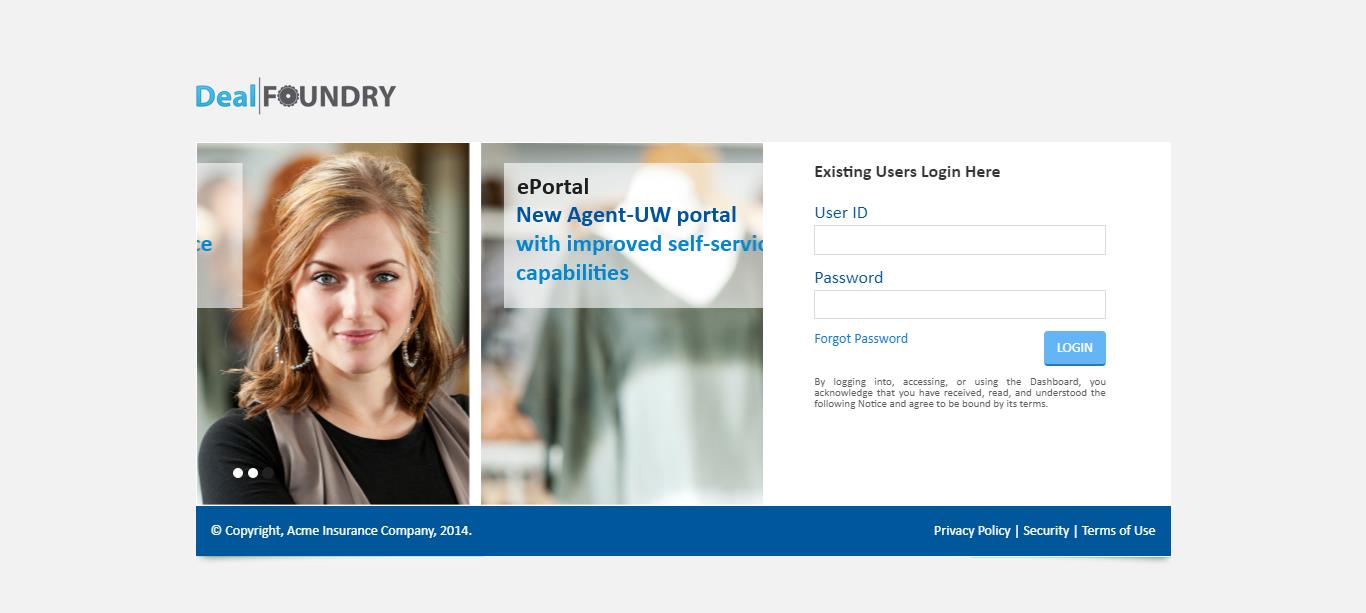 Deal FOUNDRY
ce
ePortal
New Agent-UW portal
with improved self-servic
capabilities
Existing Users Login Here
User ID
Password
Forgot Password
LOGIN
By logging into, accessing, or using the Dashboard, you
acknowledge that you have received, read, and understood the
following Notice and agree to be bound by its terms.
© Copyright, Acme Insurance Company, 2014.
Privacy Policy | Security | Terms of Use